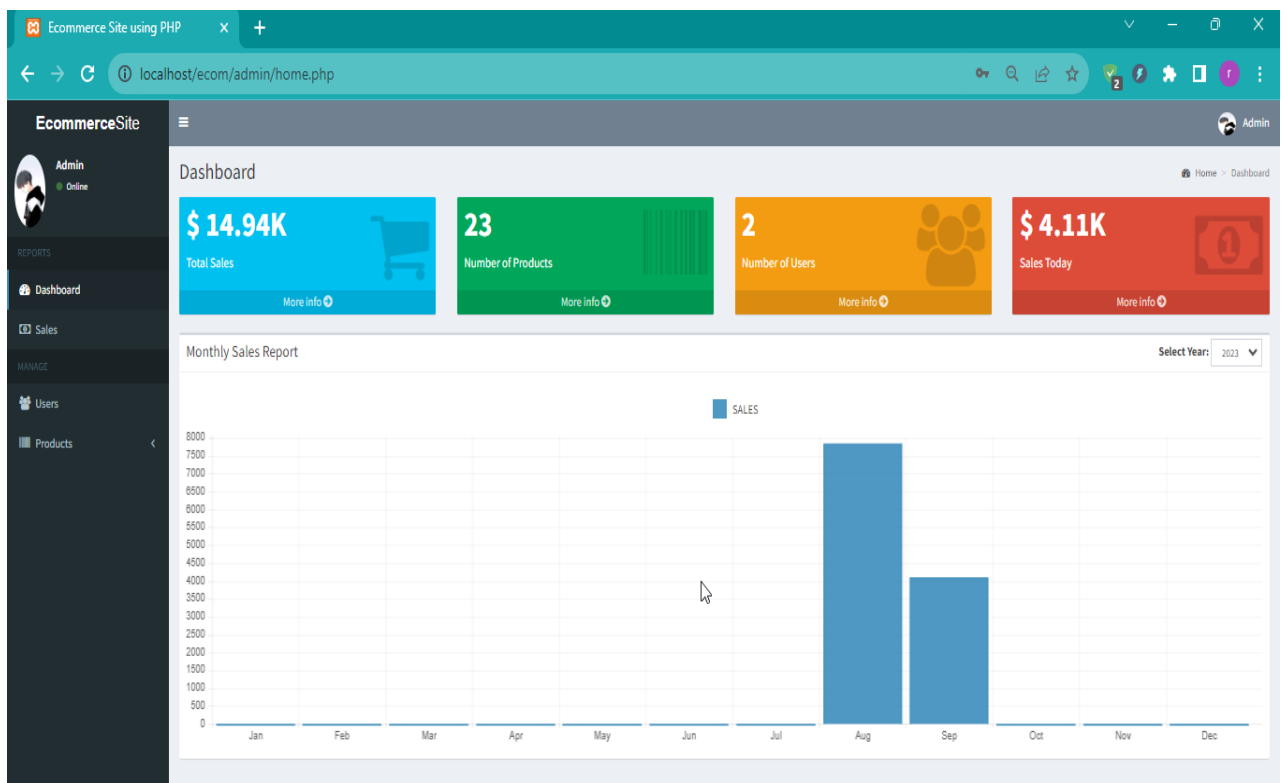 Ecommerce Site using PHP
localhost/ecom/admin/home.php
2
r
EcommerceSite
Admin
Admin
Online
Dashboard
Home > Dashboard
REPORTS
Dashboard
Sales
MANAGE
Users
Products
$ 14.94K
Total Sales
More info
23
Number of Products
More info
2
Number of Users
More info
$ 4.11K
Sales Today
1
More info
Monthly Sales Report
Select Year: 2023
SALES
8000
7500
7000
6500
6000
5500
5000
4500
4000
3500
3000
2500
2000
1500
1000
500
0
Jan Feb Mar Apr May Jun Jul Aug Sep Oct Nov Dec